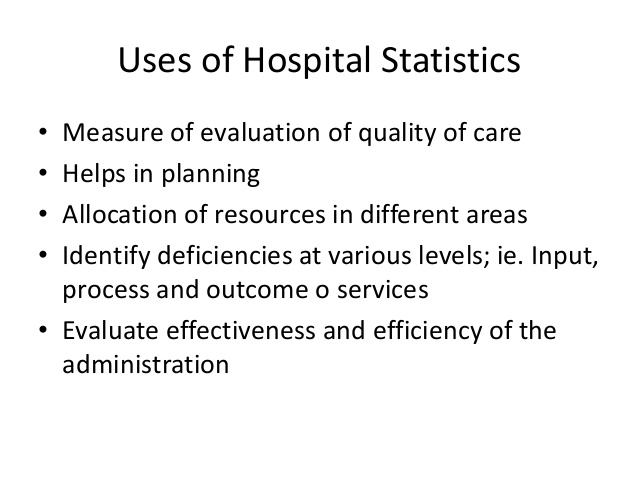 Uses of Hospital Statistics
• Measure of evaluation of quality of care
• Helps in planning
• Allocation of resources in different areas
• Identify deficiencies at various levels; ie. Input,
process and outcome o services
• Evaluate effectiveness and efficiency of the
administration